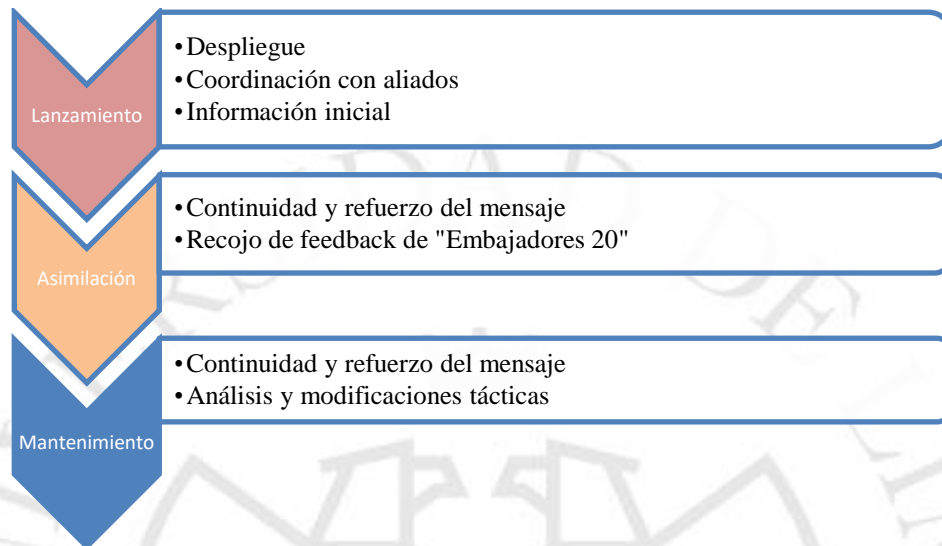 Lanzamiento
•Despliegue
•Coordinación con aliados
•Información inicial
Asimilación
•Continuidad y refuerzo del mensaje
•Recojo de feedback de "Embajadores 20"
Mantenimiento
•Continuidad y refuerzo del mensaje
•Análisis y modificaciones tácticas